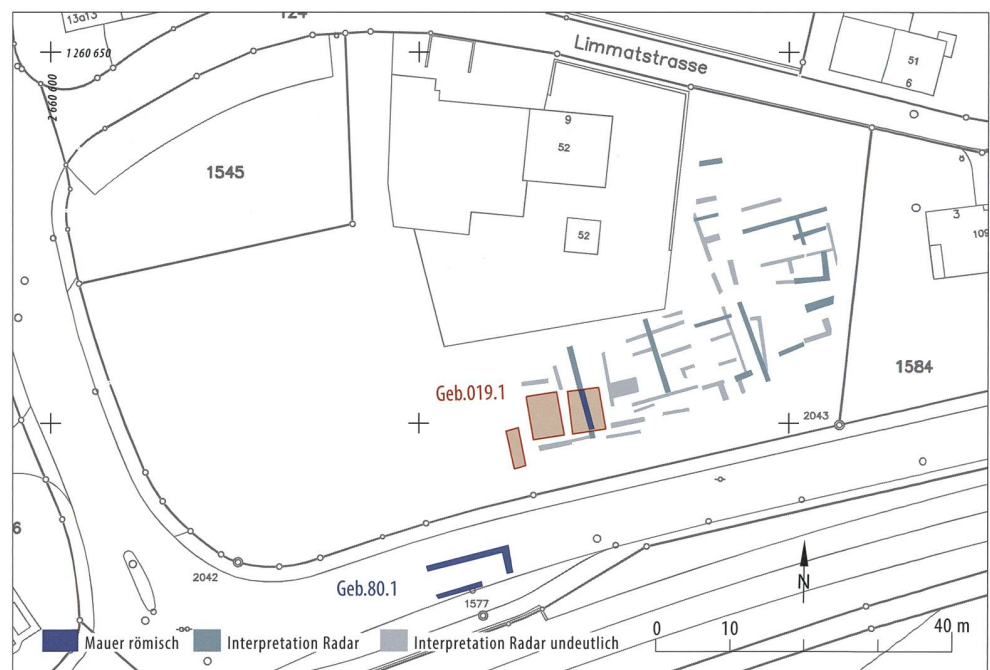 13a13
124
1 260 650
2 660 600
Limmatstrasse
51
6
9
52
1545
52
3
109
1584
Geb.019.1
2043
6
2042
Geb.80.1
1577
N
Mauer römisch
Interpretation Radar
Interpretation Radar undeutlich
0 10 40 m